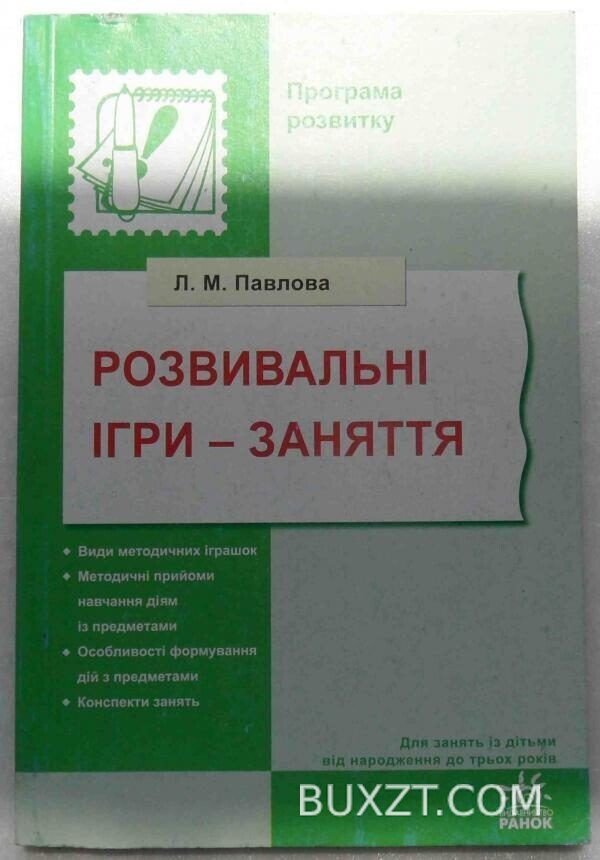 Програма
розвитку
Л. М. Павлова
РОЗВИВАЛЬНІ
ІГРИ – ЗАНЯТТЯ
◆ Види методичних іграшок
◆ Методичні прийоми
навчання діям
із предметами
◆ Особливості формування
дій з предметами
◆ Конспекти занять
Для занять із дітьми
від народження до трьох років
BUXZT.COM
ВИДАВНИЦТВО
РАНОК